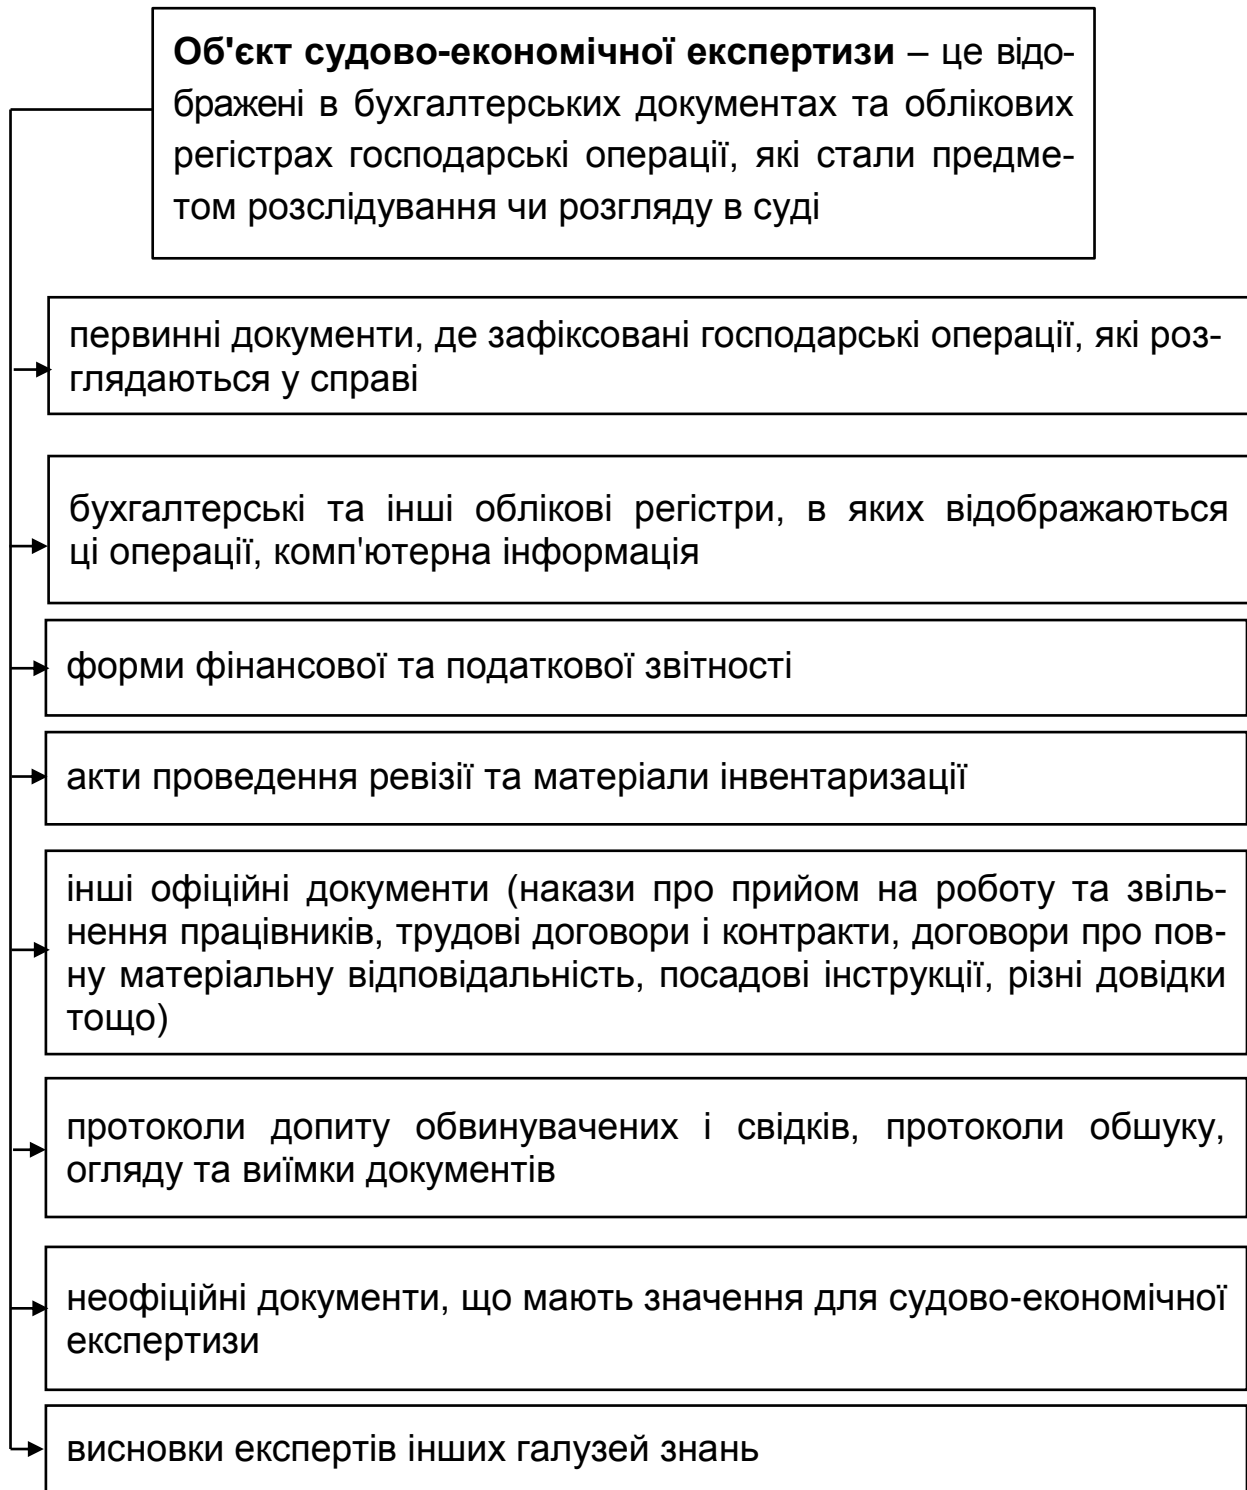 Об'єкт судово-економічної експертизи – це відо-
бражені в бухгалтерських документах та облікових
регістрах господарські операції, які стали предме-
том розслідування чи розгляду в суді
первинні документи, де зафіксовані господарські операції, які роз-
глядаються у справі
бухгалтерські та інші облікові регістри, в яких відображаються
ці операції, комп'ютерна інформація
форми фінансової та податкової звітності
акти проведення ревізії та матеріали інвентаризації
інші офіційні документи (накази про прийом на роботу та звіль-
нення працівників, трудові договори і контракти, договори про пов-
ну матеріальну відповідальність, посадові інструкції, різні довідки
тощо)
протоколи допиту обвинувачених і свідків, протоколи обшуку,
огляду та виїмки документів
неофіційні документи, що мають значення для судово-економічної
експертизи
висновки експертів інших галузей знань